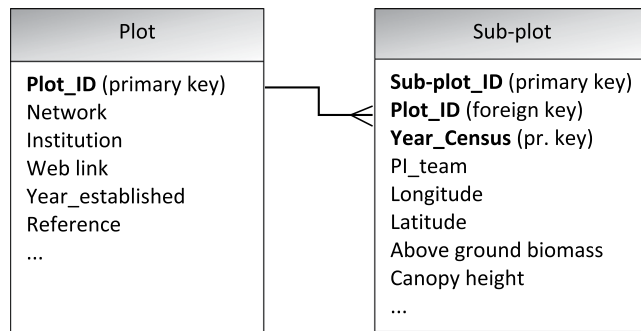 Plot
Plot_ID (primary key)
Network
Institution
Web link
Year_established
Reference
...
Sub-plot
Sub-plot_ID (primary key)
Plot_ID (foreign key)
Year_Census (pr. key)
PI_team
Longitude
Latitude
Above ground biomass
Canopy height
...